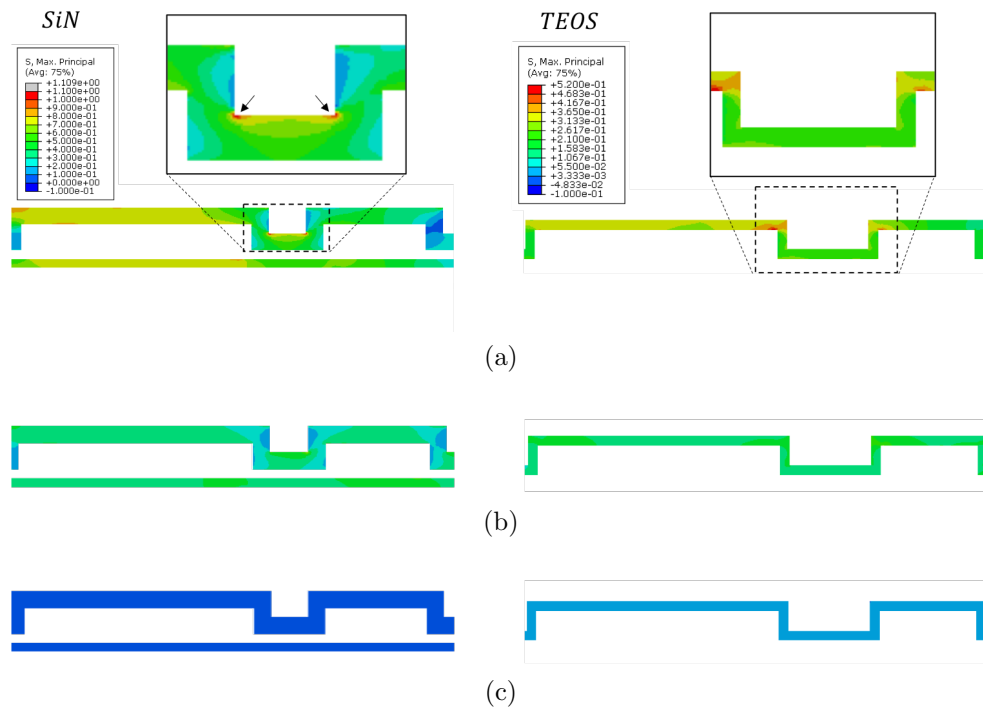 SiN
S, Max. Principal
(Avg: 75%)
+1.109e+00
+1.100e+00
+1.000e+00
+9.000e-01
+8.000e-01
+7.000e-01
+6.000e-01
+5.000e-01
+4.000e-01
+3.000e-01
+2.000e-01
+1.000e-01
+0.000e+00
-1.000e-01
TEOS
S, Max. Principal
(Avg: 75%)
+5.200e-01
+4.683e-01
+4.167e-01
+3.650e-01
+3.133e-01
+2.617e-01
+2.100e-01
+1.583e-01
+1.067e-01
+5.500e-02
+3.333e-03
-4.833e-02
-1.000e-01
(a)
(b)
(c)